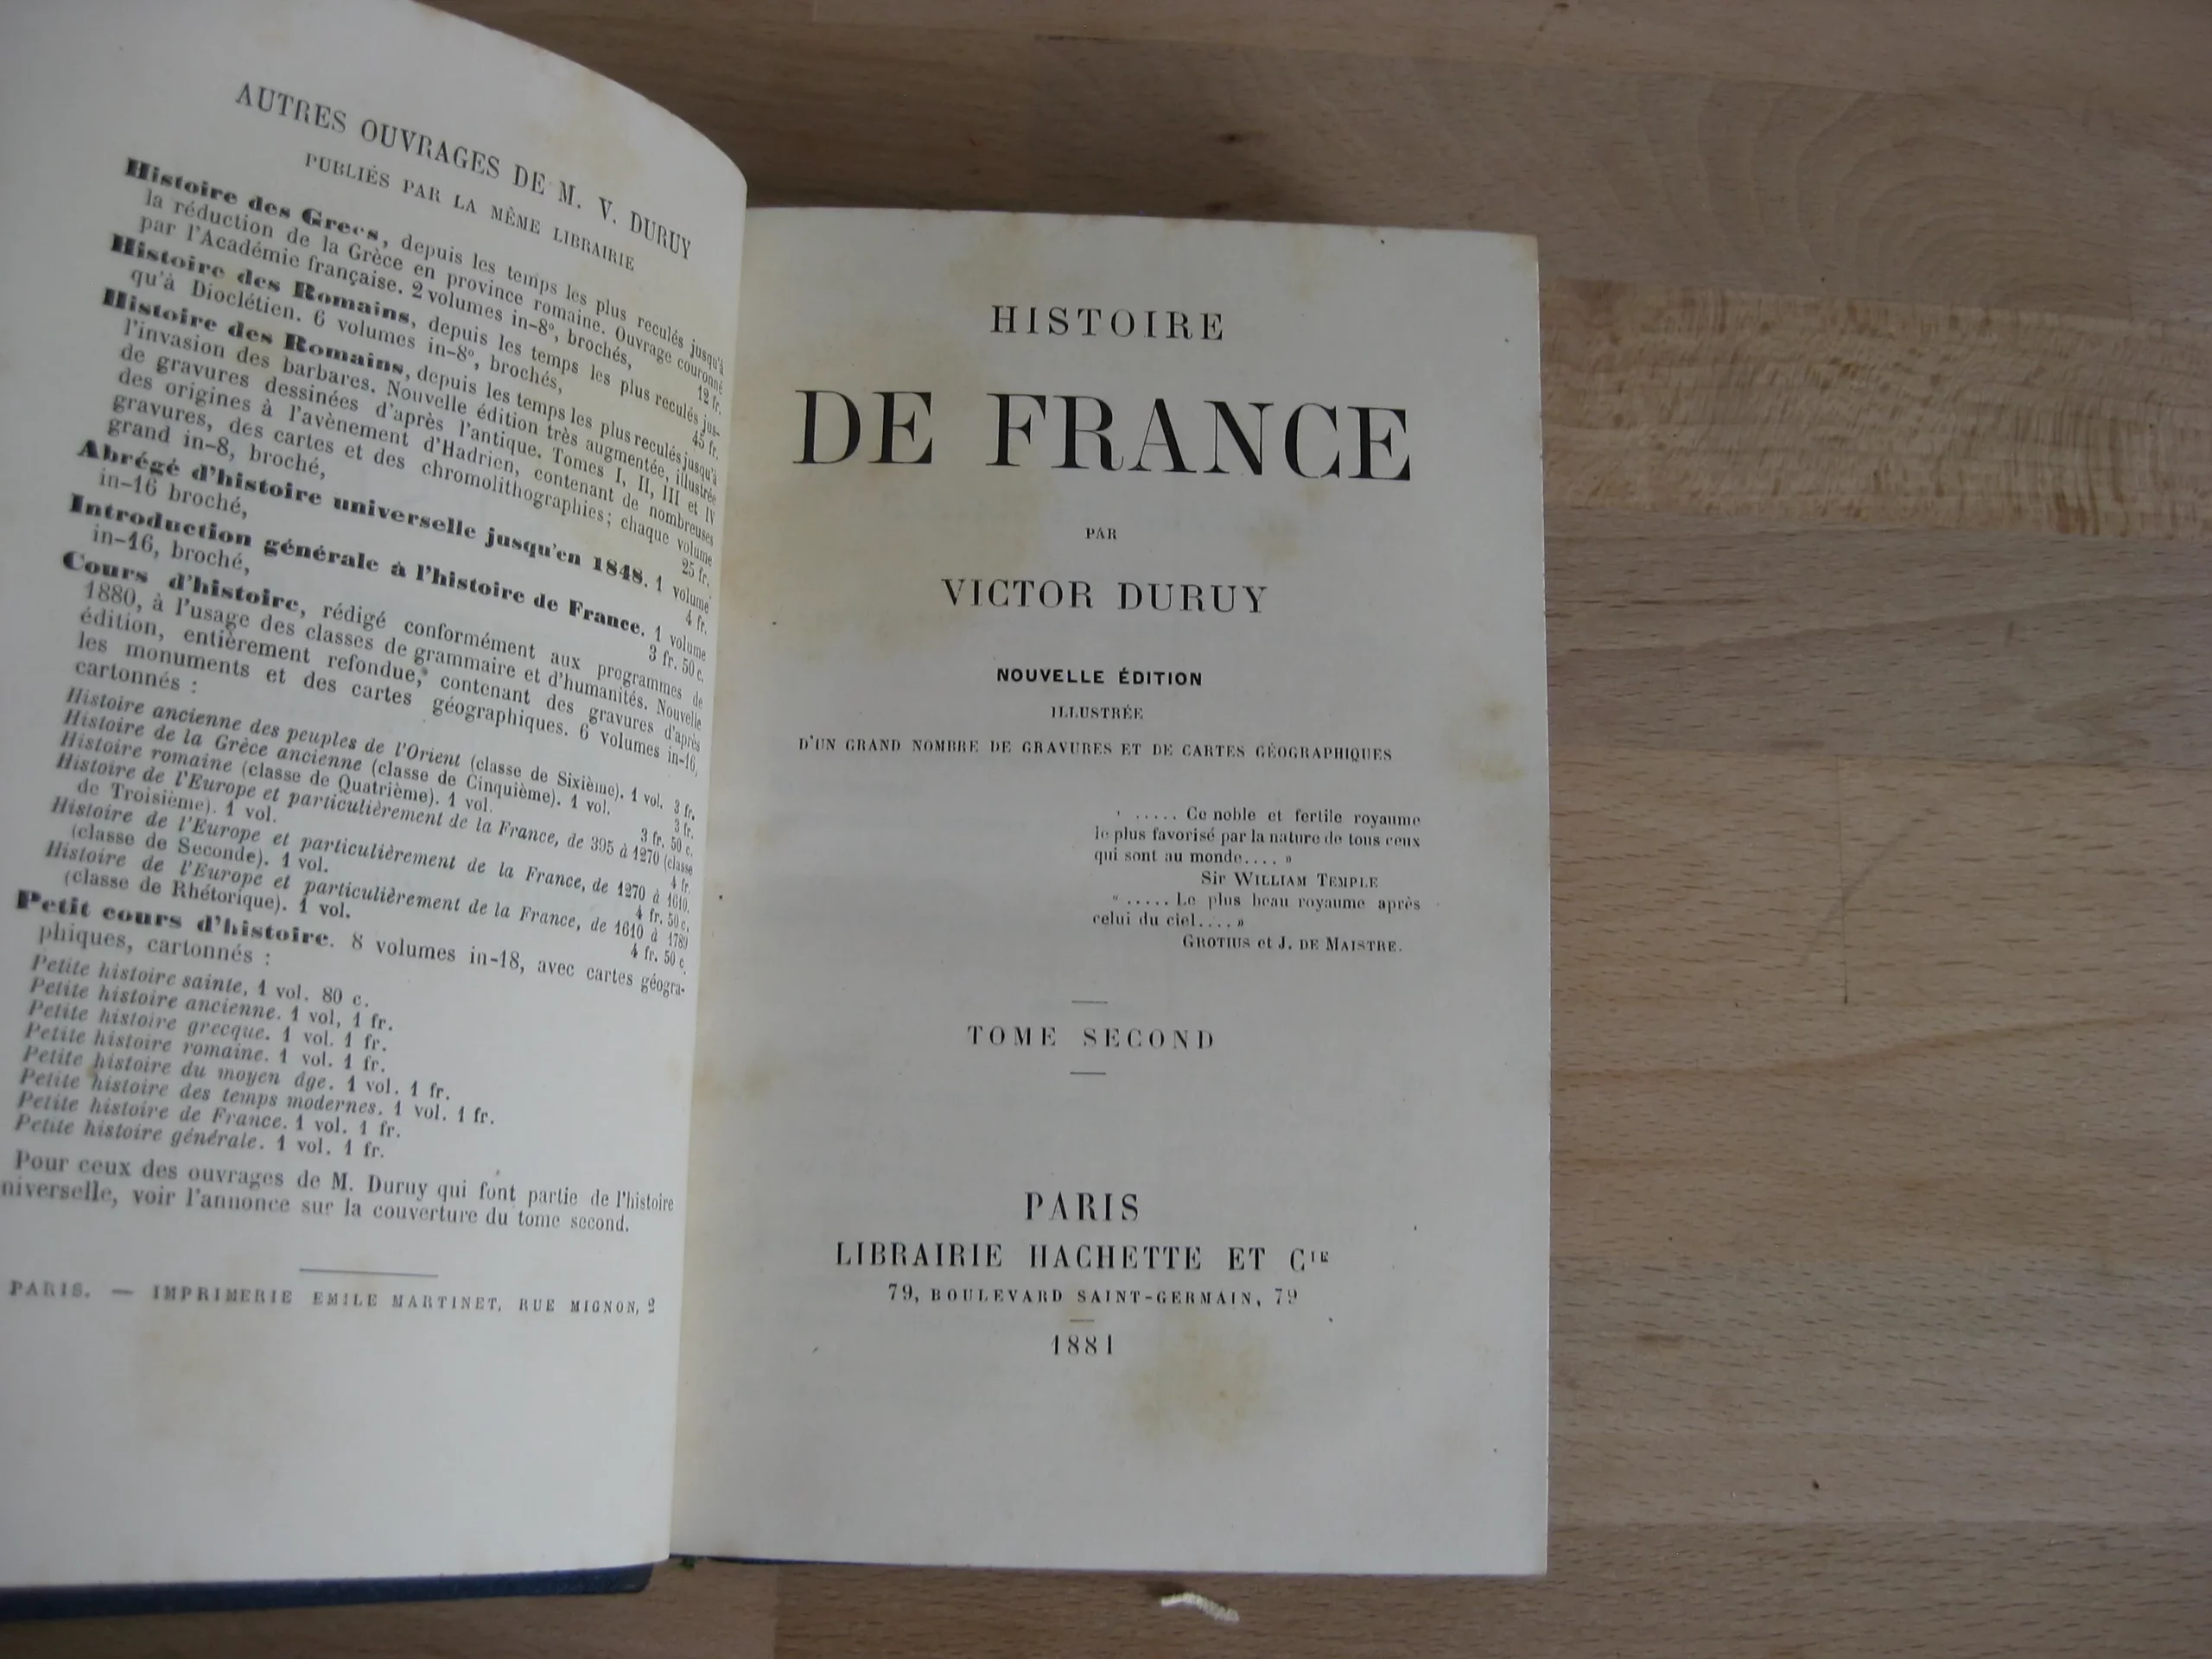 AUTRES OUVRAGES DE M. V. DURUY
PUBLIÉS PAR LA MÊME LIBRAIRIE
Histoire des Grecs, depuis les temps les plus reculés jusqu'à
la réduction de la Grèce en province romaine. Ouvrage couronné
par l'Académie française. 2 volumes in-8°, brochés, 12 fr.
Histoire des Romains, depuis les temps les plus reculés jus-
qu'à Dioclétien. 6 volumes in-8°, brochés, 45 fr.
Histoire des Romains, depuis les temps les plus reculés jusqu'à
l'invasion des barbares. Nouvelle édition très augmentée, illustrée
de gravures dessinées d'après l'antique. Tomes I, II, III et IV
des origines à l'avènement d'Hadrien, contenant de nombreuses
gravures, des cartes et des chromolithographies; chaque volume
grand in-8, broché, 25 fr.
Abrégé d'histoire universelle jusqu'en 1848. 1 volume
in-16 broché, 4 fr.
Introduction générale à l'histoire de France. 1 volume
in-16, broché, 3 fr. 50 c.
Cours d'histoire, rédigé conformément aux programmes de
1880, à l'usage des classes de grammaire et d'humanités. Nouvelle
édition, entièrement refondue, contenant des gravures d'après
les monuments et des cartes géographiques. 6 volumes in-16,
cartonnés :
Histoire ancienne des peuples de l'Orient (classe de Sixième). 1 vol. 3 fr.
Histoire de la Grèce ancienne (classe de Cinquième). 1 vol. 3 fr.
Histoire romaine (classe de Quatrième). 1 vol. 3 fr. 50 c.
Histoire de l'Europe et particulièrement de la France, de 395 à 1270 (classe
de Troisième). 1 vol. 4 fr.
Histoire de l'Europe et particulièrement de la France, de 1270 à 1610,
(classe de Seconde). 1 vol. 4 fr. 50 c.
Histoire de l'Europe et particulièrement de la France, de 1610 à 1789
(classe de Rhétorique). 1 vol. 4 fr. 50 c.
Petit cours d'histoire. 8 volumes in-18, avec cartes géogra-
phiques, cartonnés :
Petite histoire sainte, 1 vol. 80 c.
Petite histoire ancienne. 1 vol, 1 fr.
Petite histoire grecque. 1 vol. 1 fr.
Petite histoire romaine. 1 vol. 1 fr.
Petite histoire du moyen âge. 1 vol. 1 fr.
Petite histoire des temps modernes. 1 vol. 1 fr.
Petite histoire de France. 1 vol. 1 fr.
Petite histoire générale. 1 vol. 1 fr.
Pour ceux des ouvrages de M. Duruy qui font partie de l'histoire
niverselle, voir l'annonce sur la couverture du tome second.
PARIS. — IMPRIMERIE EMILE MARTINET, RUE MIGNON, 2
HISTOIRE
DE FRANCE
PAR
VICTOR DURUY
NOUVELLE ÉDITION
ILLUSTRÉE
D'UN GRAND NOMBRE DE GRAVURES ET DE CARTES GÉOGRAPHIQUES
..... Ce noble et fertile royaume
le plus favorisé par la nature de tous ceux
qui sont au monde.... »
Sir WILLIAM TEMPLE
« ..... Le plus beau royaume après
celui du ciel.... »
GROTIUS et J. DE MAISTRE.
TOME SECOND
PARIS
LIBRAIRIE HACHETTE ET CIE
79, BOULEVARD SAINT-GERMAIN, 79
1881